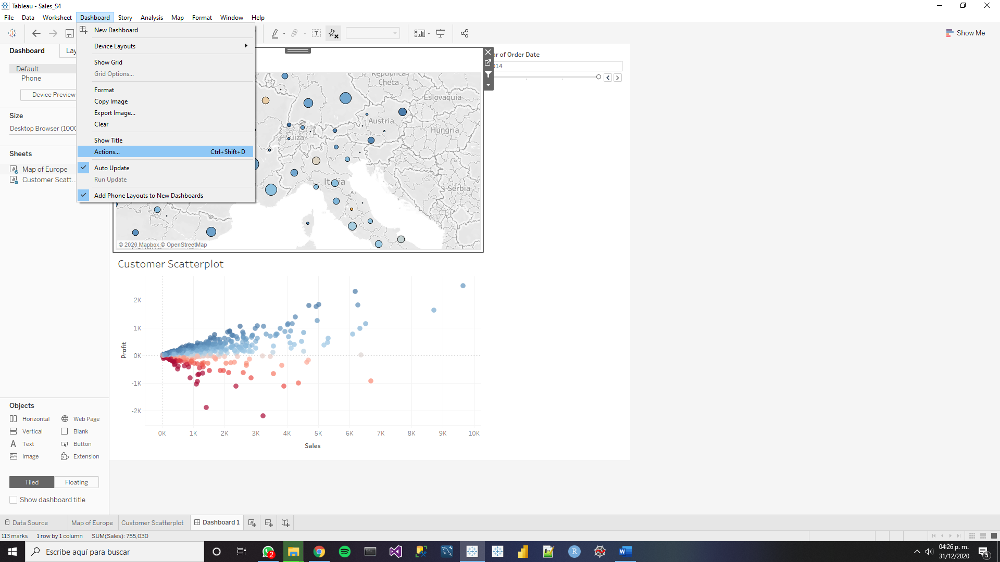 Tableau - Sales_S4
File Data Worksheet Dashboard Story Analysis Map Format Window Help
Show Me
New Dashboard
Device Layouts
Show Grid
Grid Options...
Format
Copy Image
Export Image...
Clear
Show Title
Actions... Ctrl+Shift+D
Auto Update
Run Update
Add Phone Layouts to New Dashboards
Dashboard
Default
Phone
Device Preview
Size
Desktop Browser (1000
Sheets
Map of Europe
Customer Scatt...
Objects
Horizontal Web Page
Vertical Blank
Text Button
Image Extension
Tiled Floating
Show dashboard title
ar of Order Date
República
Checa
Eslovaquia
Austria
Hungría
Suiza
Italia
Serbia
© 2020 Mapbox © OpenStreetMap
Customer Scatterplot
Profit
2K
1K
0K
-1K
-2K
0K 1K 2K 3K 4K 5K 6K 7K 8K 9K 10K
Sales
Data Source Map of Europe Customer Scatterplot Dashboard 1
113 marks 1 row by 1 column SUM(Sales): 755,030
Escribe aquí para buscar
2
R
04:26 p. m.
31/12/2020
5